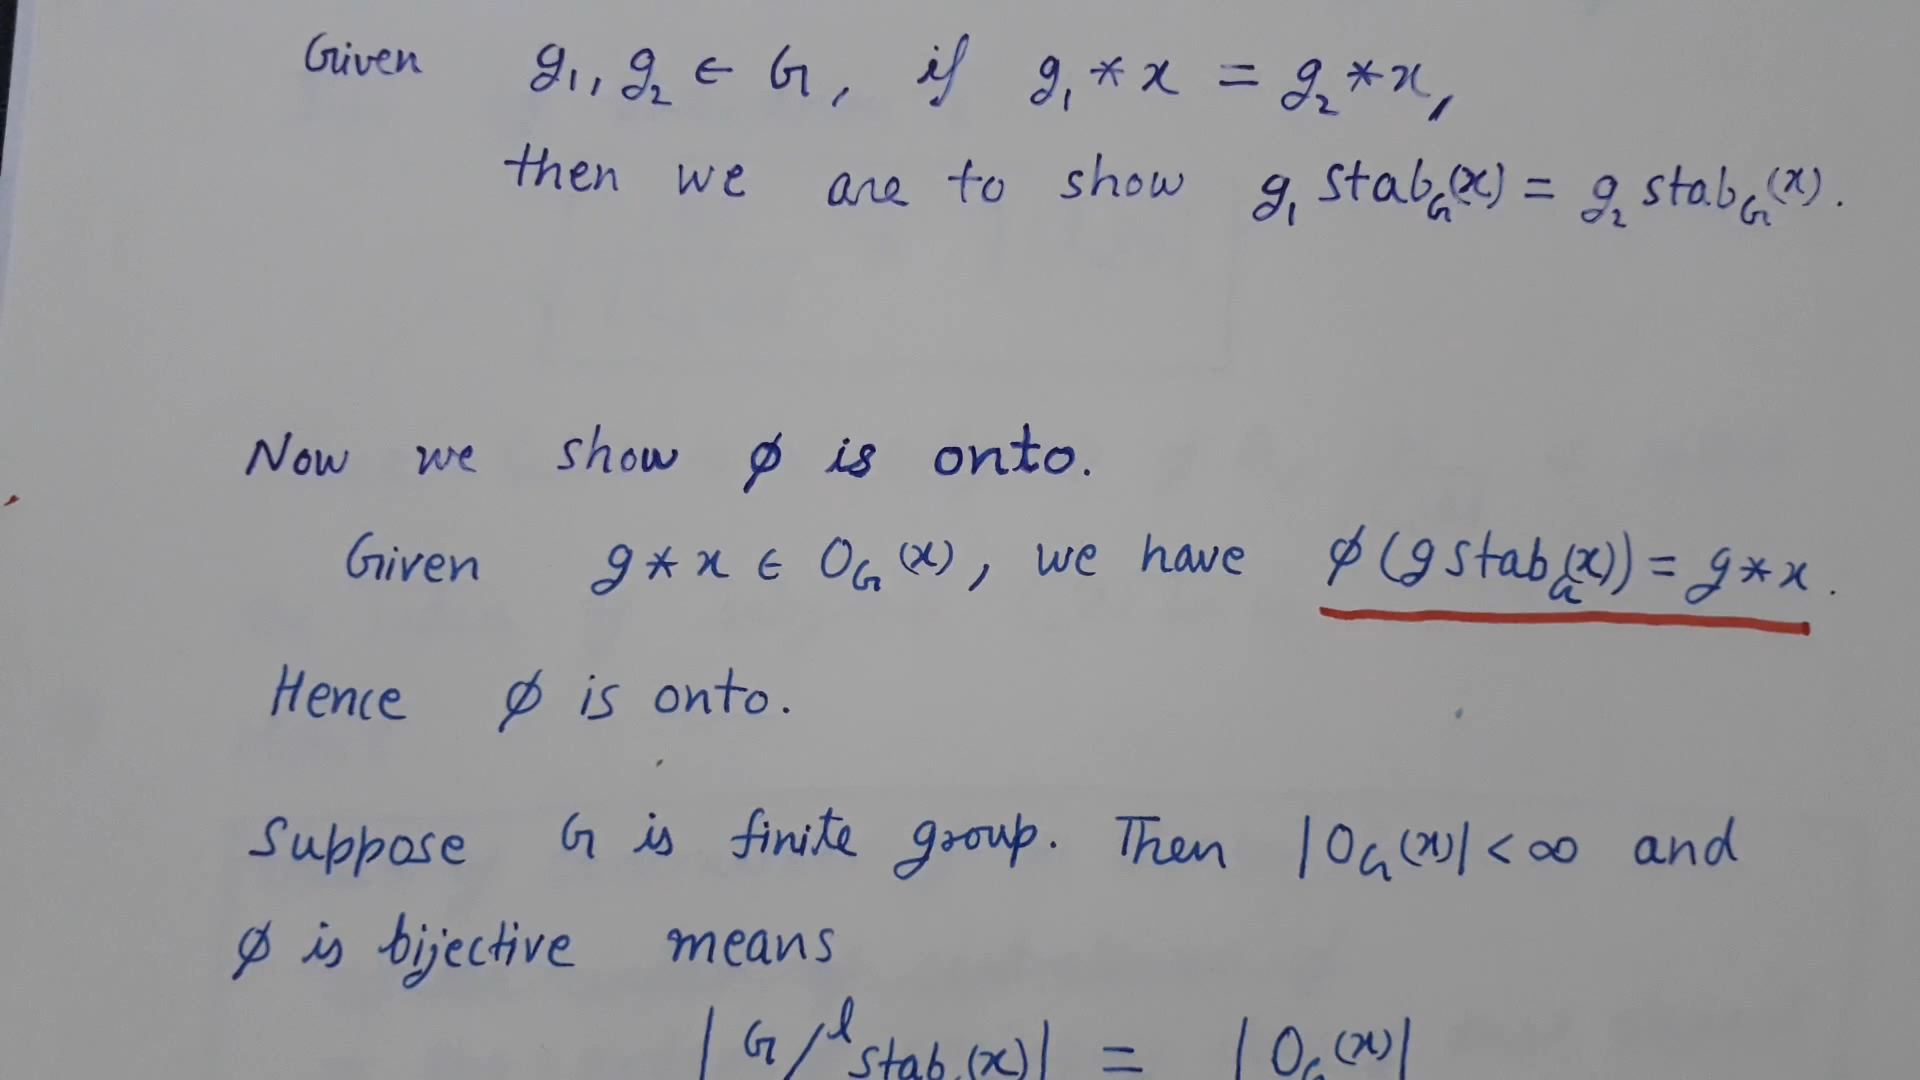 Given g₁, g₂ ∈ G, if g₁ * x = g₂ * x,
then we are to show g₁ stab_G(x) = g₂ stab_G(x).
Now we show ϕ is onto.
Given g * x ∈ O_G(x), we have ϕ(g stab_G(x)) = g * x.
Hence ϕ is onto.
Suppose G is finite group. Then |O_G(x)| < ∞ and
ϕ is bijective means
|G/ˡ stab_G(x)| = |O_G(x)|